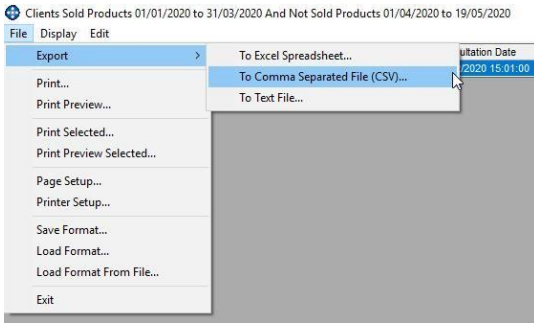 Clients Sold Products 01/01/2020 to 31/03/2020 And Not Sold Products 01/04/2020 to 19/05/2020
File Display Edit
Export > To Excel Spreadsheet... ultation Date
To Comma Separated File (CSV)... /2020 15:01:00
Print... To Text File...
Print Preview...
Print Selected...
Print Preview Selected...
Page Setup...
Printer Setup...
Save Format...
Load Format...
Load Format From File...
Exit